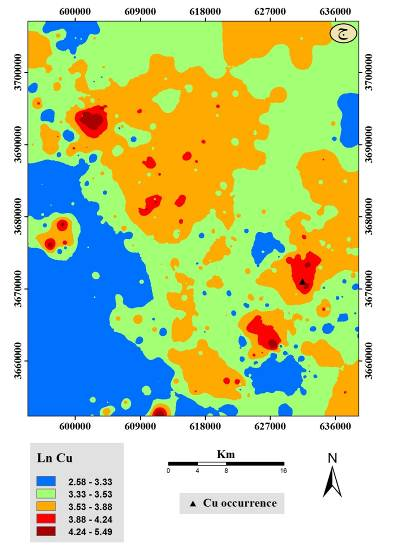 600000 609000 618000 627000 636000
3700000 3700000
3690000 3690000
3680000 3680000
3670000 3670000
3660000 3660000
600000 609000 618000 627000 636000
Ln Cu
2.58 - 3.33
3.33 - 3.53
3.53 - 3.88
3.88 - 4.24
4.24 - 5.49
Km
0 4 8 16
Cu occurrence
N